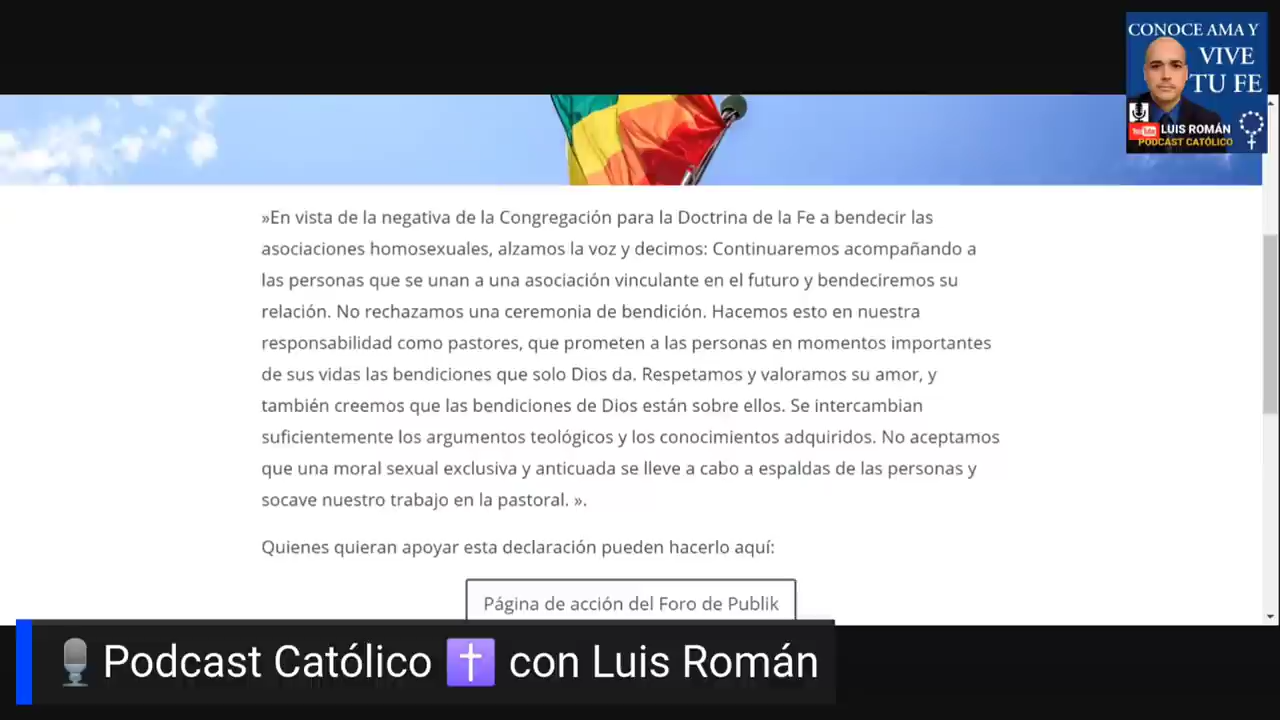 CONOCE AMA Y
VIVE
TU FE
YouTube
LUIS ROMÁN
PODCAST CATÓLICO
»En vista de la negativa de la Congregación para la Doctrina de la Fe a bendecir las
asociaciones homosexuales, alzamos la voz y decimos: Continuaremos acompañando a
las personas que se unan a una asociación vinculante en el futuro y bendeciremos su
relación. No rechazamos una ceremonia de bendición. Hacemos esto en nuestra
responsabilidad como pastores, que prometen a las personas en momentos importantes
de sus vidas las bendiciones que solo Dios da. Respetamos y valoramos su amor, y
también creemos que las bendiciones de Dios están sobre ellos. Se intercambian
suficientemente los argumentos teológicos y los conocimientos adquiridos. No aceptamos
que una moral sexual exclusiva y anticuada se lleve a cabo a espaldas de las personas y
socave nuestro trabajo en la pastoral. ».
Quienes quieran apoyar esta declaración pueden hacerlo aquí:
Página de acción del Foro de Publik
Podcast Católico con Luis Román